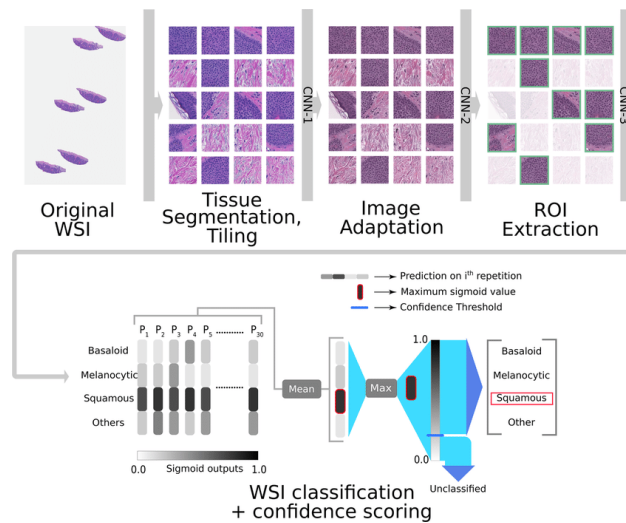 CNN-1
CNN-2
CNN-3
Original
WSI
Tissue
Segmentation,
Tiling
Image
Adaptation
ROI
Extraction
Prediction on iᵗʰ repetition
Maximum sigmoid value
Confidence Threshold
P₁ P₂ P₃ P₄ P₅ ........... P₃₀
Basaloid
Melanocytic
Squamous
Others
...........
Mean
Max
1.0
0.0
Basaloid
Melanocytic
Squamous
Other
0.0 1.0
Sigmoid outputs
Unclassified
WSI classification
+ confidence scoring